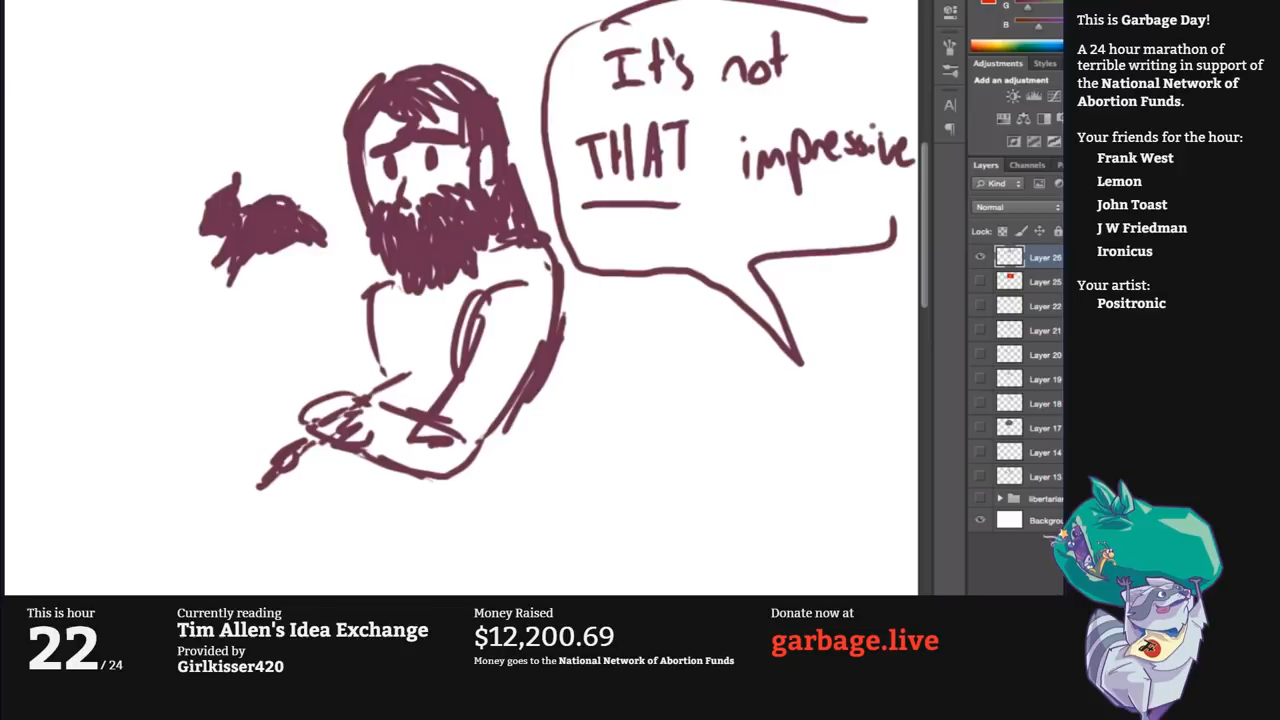 It's not
THAT impressive
G
B
Adjustments Styles
Add an adjustment
A
Layers Channels
Kind
Normal
Lock:
Layer 26
Layer 25
Layer 22
Layer 21
Layer 20
Layer 19
Layer 18
Layer 17
Layer 14
Layer 13
libertaria
Backgrou
This is Garbage Day!
A 24 hour marathon of
terrible writing in support of
the National Network of
Abortion Funds.
Your friends for the hour:
Frank West
Lemon
John Toast
J W Friedman
Ironicus
Your artist:
Positronic
This is hour
22 / 24
Currently reading
Tim Allen's Idea Exchange
Provided by
Girlkisser420
Money Raised
$12,200.69
Money goes to the National Network of Abortion Funds
Donate now at
garbage.live